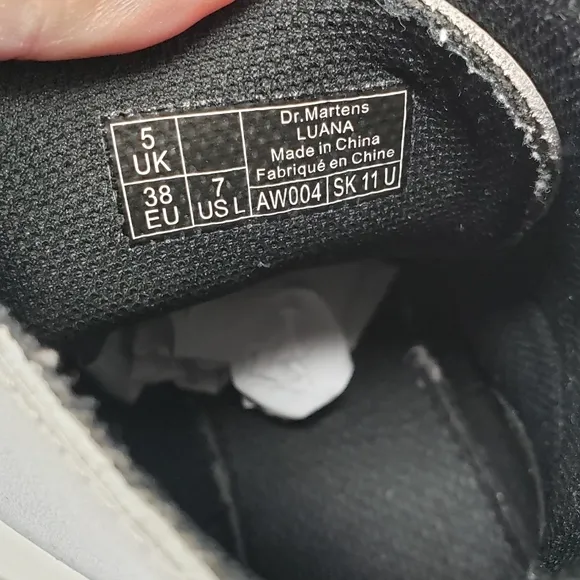 5
UK
38
EU
7
US L
Dr.Martens
LUANA
Made in China
Fabriqué en Chine
AW004
SK 11 U